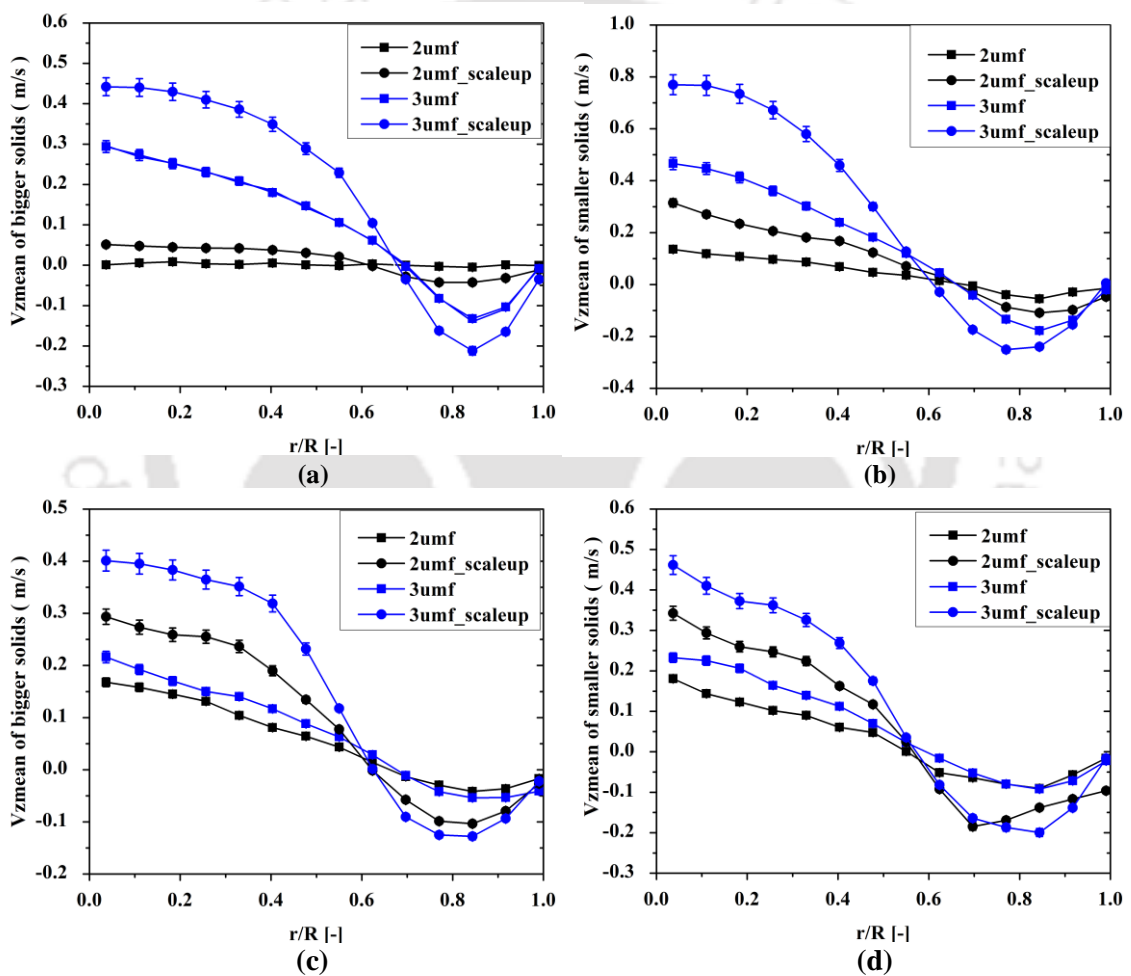 0.6
0.5
0.4
0.3
0.2
0.1
0.0
-0.1
-0.2
-0.3
Vzmean of bigger solids ( m/s )
2umf
2umf_scaleup
3umf
3umf_scaleup
0.0 0.2 0.4 0.6 0.8 1.0
r/R [-]
(a)
1.0
0.8
0.6
0.4
0.2
0.0
-0.2
-0.4
Vzmean of smaller solids ( m/s )
2umf
2umf_scaleup
3umf
3umf_scaleup
0.0 0.2 0.4 0.6 0.8 1.0
r/R [-]
(b)
0.5
0.4
0.3
0.2
0.1
0.0
-0.1
-0.2
Vzmean of bigger solids ( m/s )
2umf
2umf_scaleup
3umf
3umf_scaleup
0.0 0.2 0.4 0.6 0.8 1.0
r/R [-]
(c)
0.6
0.5
0.4
0.3
0.2
0.1
0.0
-0.1
-0.2
-0.3
Vzmean of smaller solids ( m/s )
2umf
2umf_scaleup
3umf
3umf_scaleup
0.0 0.2 0.4 0.6 0.8 1.0
r/R [-]
(d)